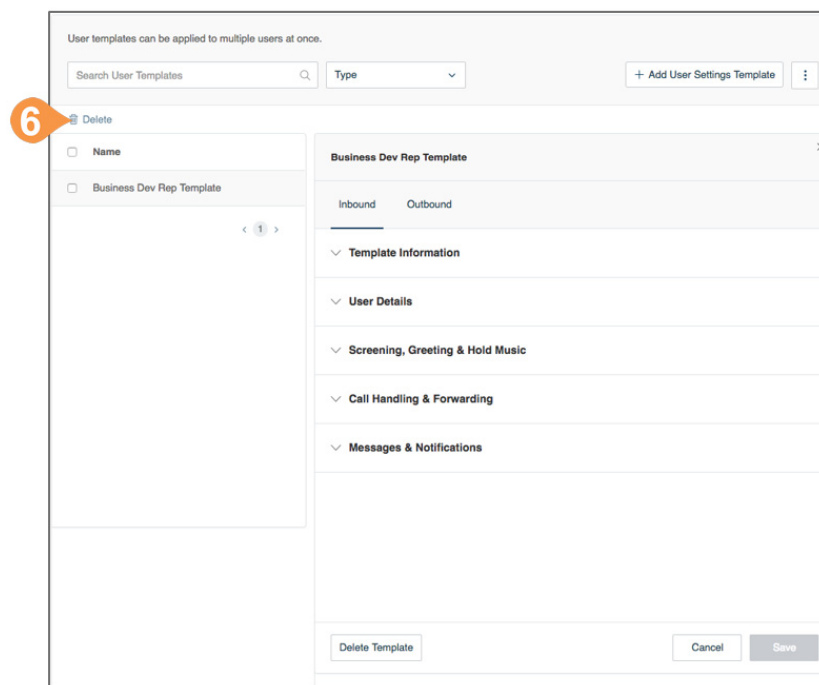 User templates can be applied to multiple users at once.
Search User Templates
Type
+ Add User Settings Template
6
Delete
Name
Business Dev Rep Template
< 1 >
Business Dev Rep Template
Inbound
Outbound
Template Information
User Details
Screening, Greeting & Hold Music
Call Handling & Forwarding
Messages & Notifications
Delete Template
Cancel
Save